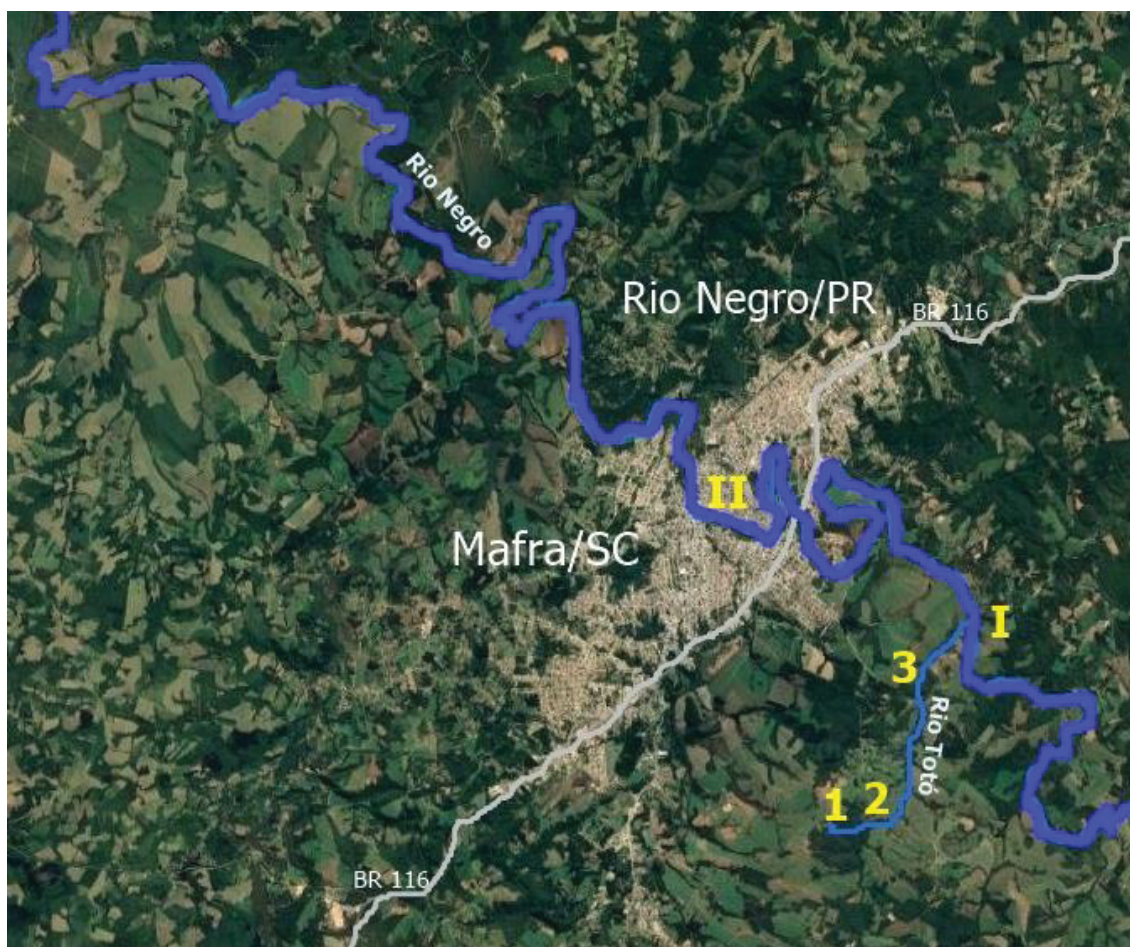 Rio Negro
Rio Negro/PR
BR 116
II
Mafra/SC
I
3
Rio Totó
1 2
BR 116